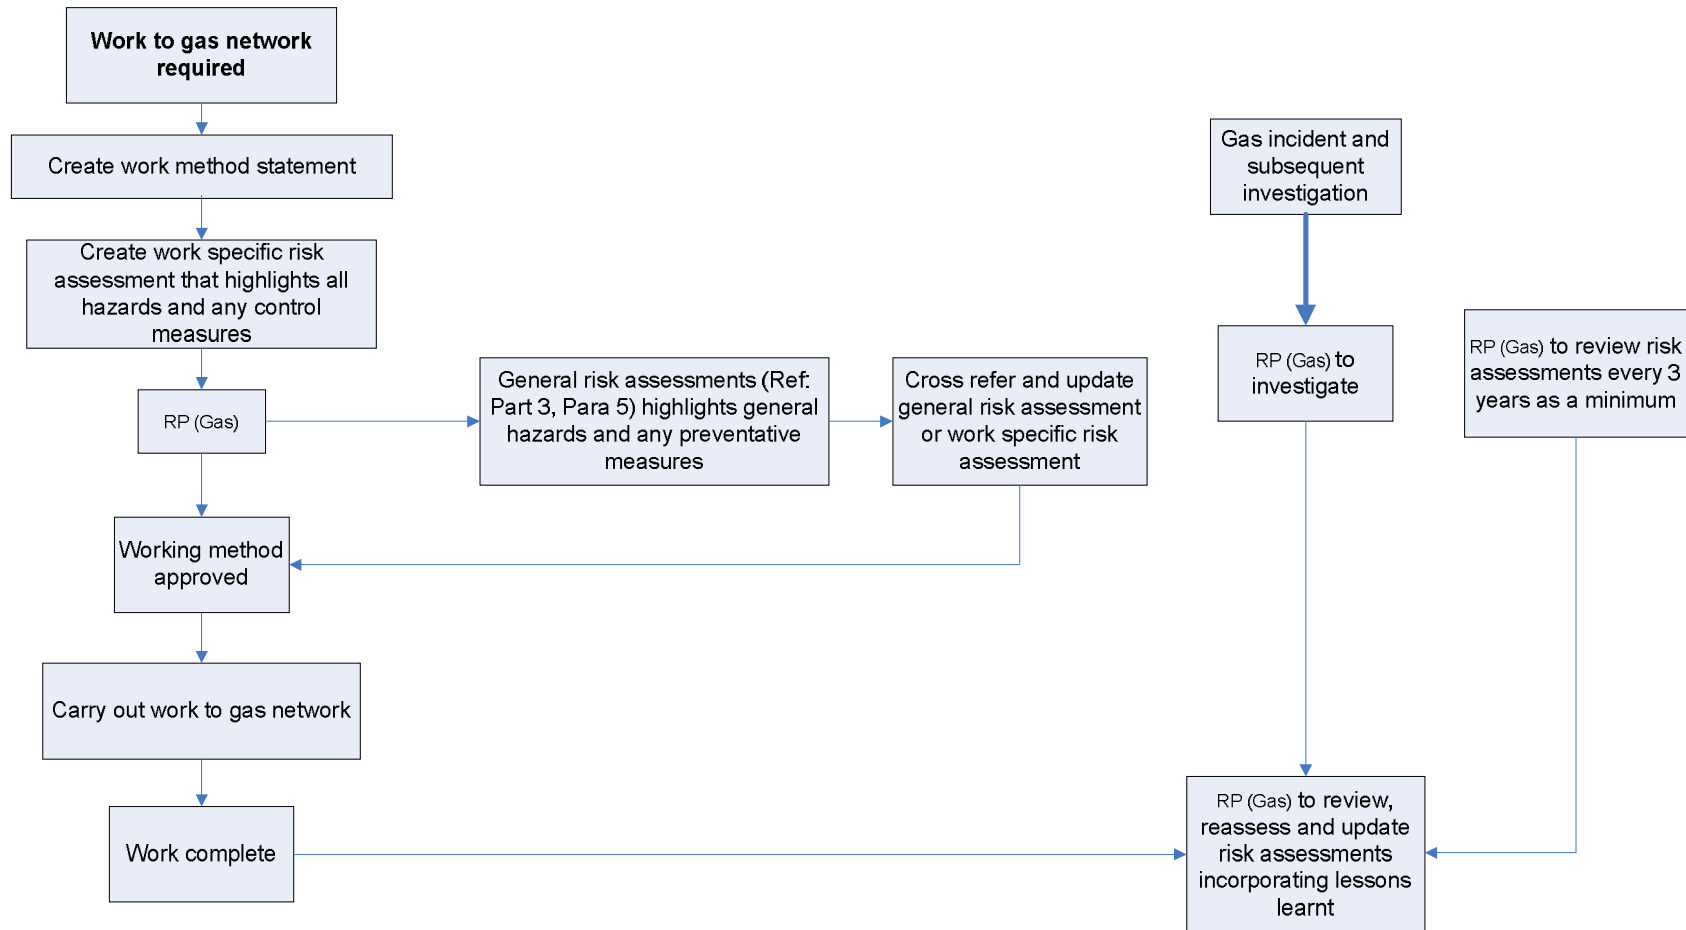 Work to gas network
required
Create work method statement
Create work specific risk
assessment that highlights all
hazards and any control
measures
RP (Gas)
General risk assessments (Ref:
Part 3, Para 5) highlights general
hazards and any preventative
measures
Cross refer and update
general risk assessment
or work specific risk
assessment
Working method
approved
Carry out work to gas network
Work complete
Gas incident and
subsequent
investigation
RP (Gas) to
investigate
RP (Gas) to review risk
assessments every 3
years as a minimum
RP (Gas) to review,
reassess and update
risk assessments
incorporating lessons
learnt